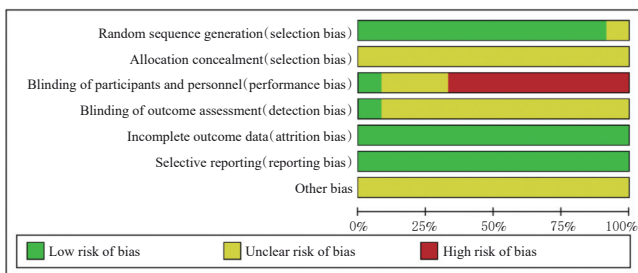 Random sequence generation(selection bias)
Allocation concealment(selection bias)
Blinding of participants and personnel(performance bias)
Blinding of outcome assessment(detection bias)
Incomplete outcome data(attrition bias)
Selective reporting(reporting bias)
Other bias
0% 25% 50% 75% 100%
Low risk of bias Unclear risk of bias High risk of bias